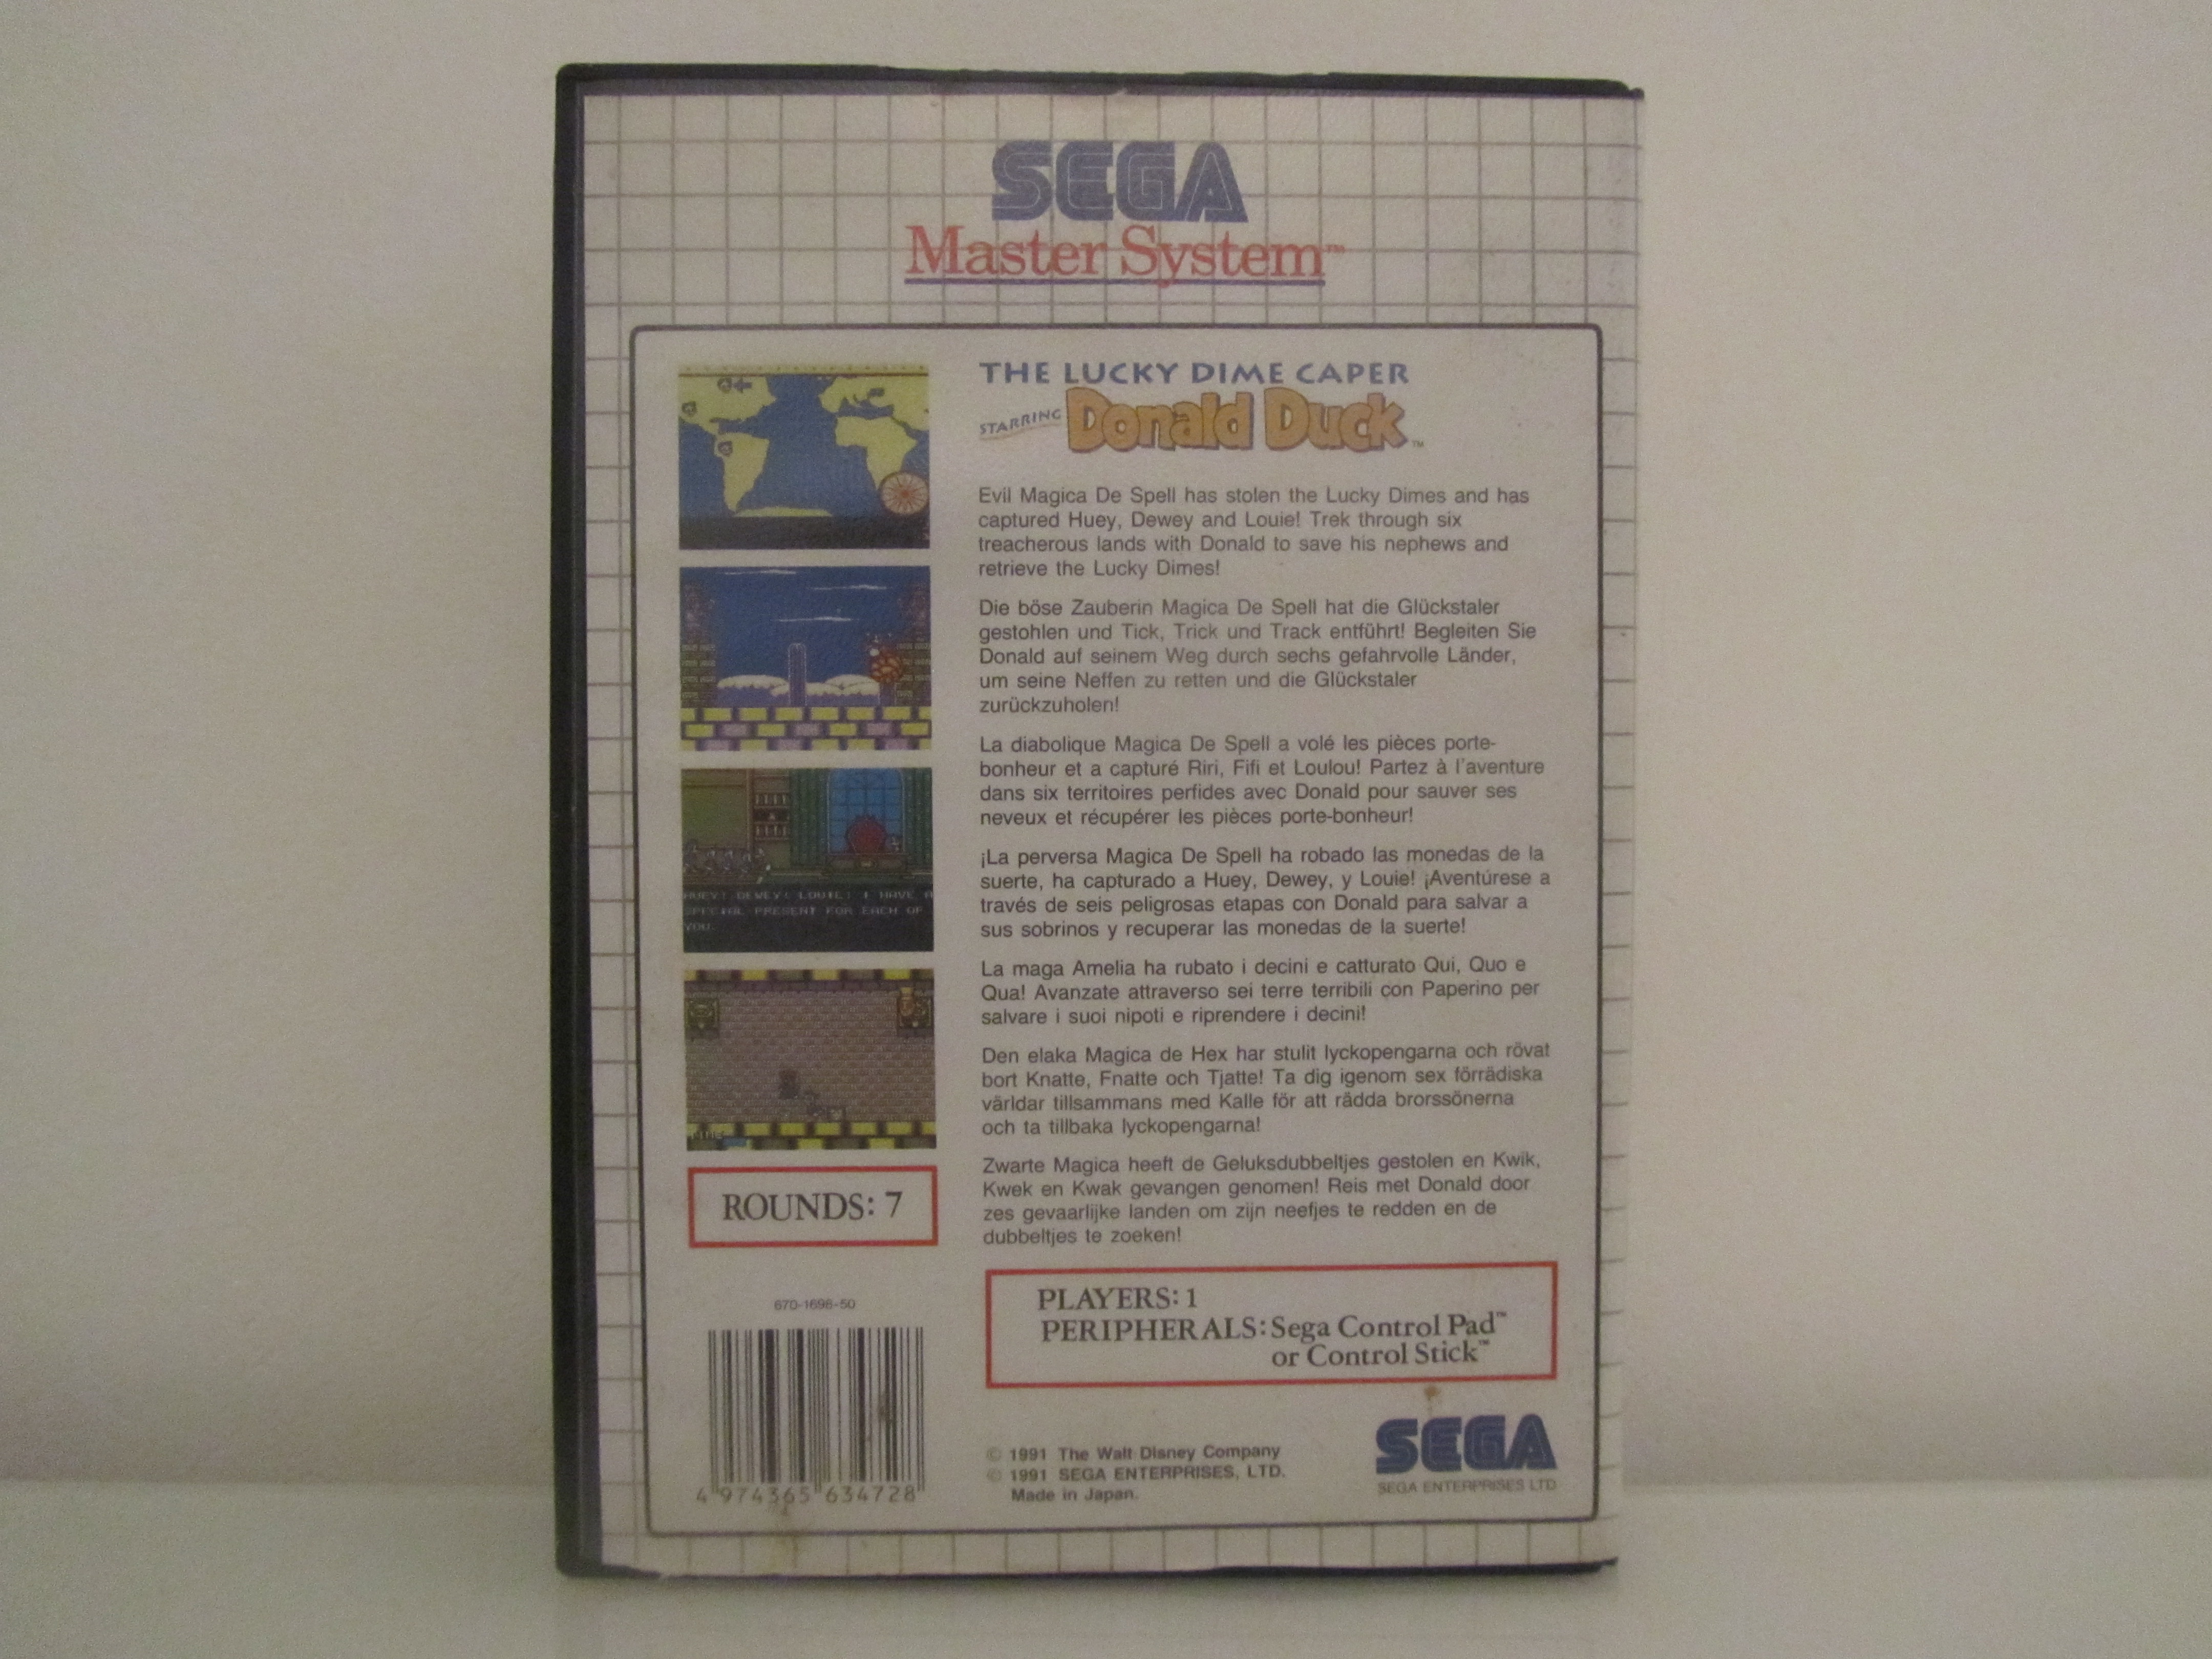 SEGA
Master System™
THE LUCKY DIME CAPER
STARRING Donald Duck™
Evil Magica De Spell has stolen the Lucky Dimes and has
captured Huey, Dewey and Louie! Trek through six
treacherous lands with Donald to save his nephews and
retrieve the Lucky Dimes!
Die böse Zauberin Magica De Spell hat die Glückstaler
gestohlen und Tick, Trick und Track entführt! Begleiten Sie
Donald auf seinem Weg durch sechs gefahrvolle Länder,
um seine Neffen zu retten und die Glückstaler
zurückzuholen!
La diabolique Magica De Spell a volé les pièces porte-
bonheur et a capturé Riri, Fifi et Loulou! Partez à l'aventure
dans six territoires perfides avec Donald pour sauver ses
neveux et récupérer les pièces porte-bonheur!
¡La perversa Magica De Spell ha robado las monedas de la
suerte, ha capturado a Huey, Dewey, y Louie! ¡Aventúrese a
través de seis peligrosas etapas con Donald para salvar a
sus sobrinos y recuperar las monedas de la suerte!
La maga Amelia ha rubato i decini e catturato Qui, Quo e
Qua! Avanzate attraverso sei terre terribili con Paperino per
salvare i suoi nipoti e riprendere i decini!
Den elaka Magica de Hex har stulit lyckopengarna och rövat
bort Knatte, Fnatte och Tjatte! Ta dig igenom sex förrädiska
världar tillsammans med Kalle för att rädda brorssönerna
och ta tillbaka lyckopengarna!
Zwarte Magica heeft de Geluksdubbeltjes gestolen en Kwik,
Kwek en Kwak gevangen genomen! Reis met Donald door
zes gevaarlijke landen om zijn neefjes te redden en de
dubbeltjes te zoeken!
HUEY! DEWEY! LOUIE! I HAVE A
SPECIAL PRESENT FOR EACH OF
YOU.
ROUNDS: 7
PLAYERS: 1
PERIPHERALS: Sega Control Pad™
or Control Stick™
670-1698-50
4 974365 634728
© 1991 The Walt Disney Company
© 1991 SEGA ENTERPRISES, LTD.
Made in Japan.
SEGA
SEGA ENTERPRISES LTD